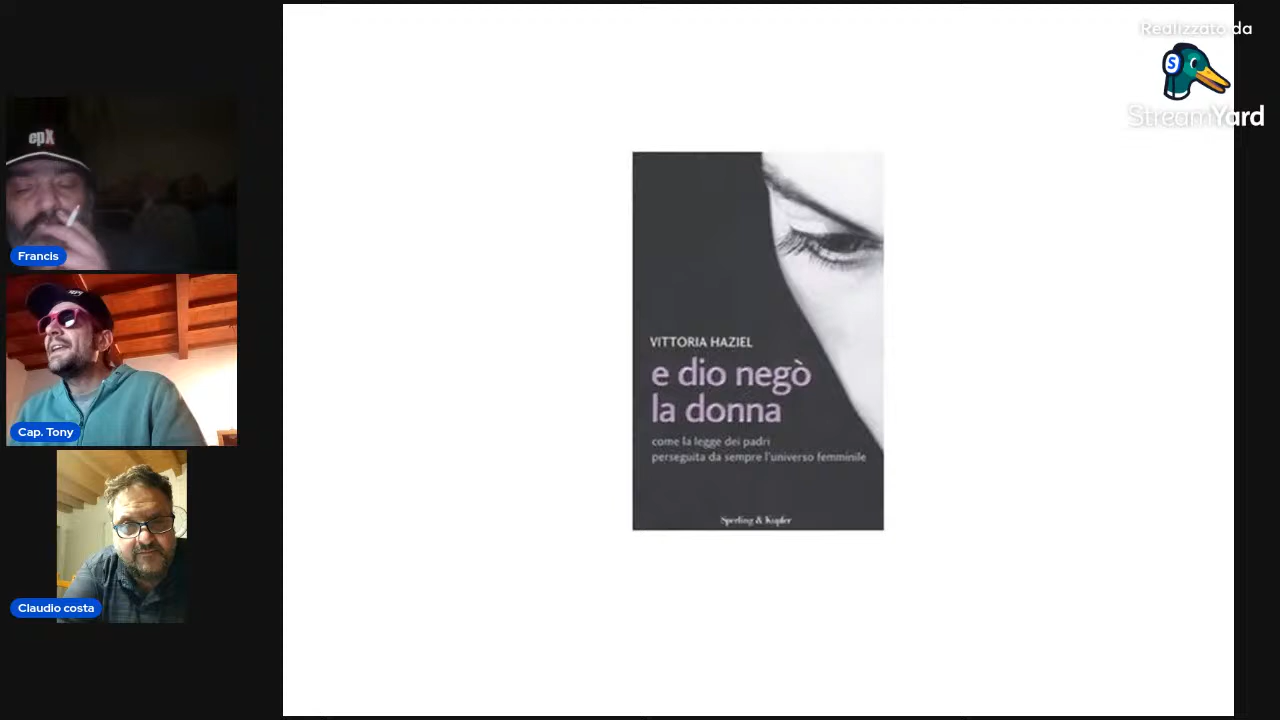 Realizzato da
StreamYard
epX
Francis
Cap. Tony
Claudio costa
VITTORIA HAZIEL
e dio negò
la donna
come la legge dei padri
perseguita da sempre l'universo femminile
Sperling & Kupfer
S